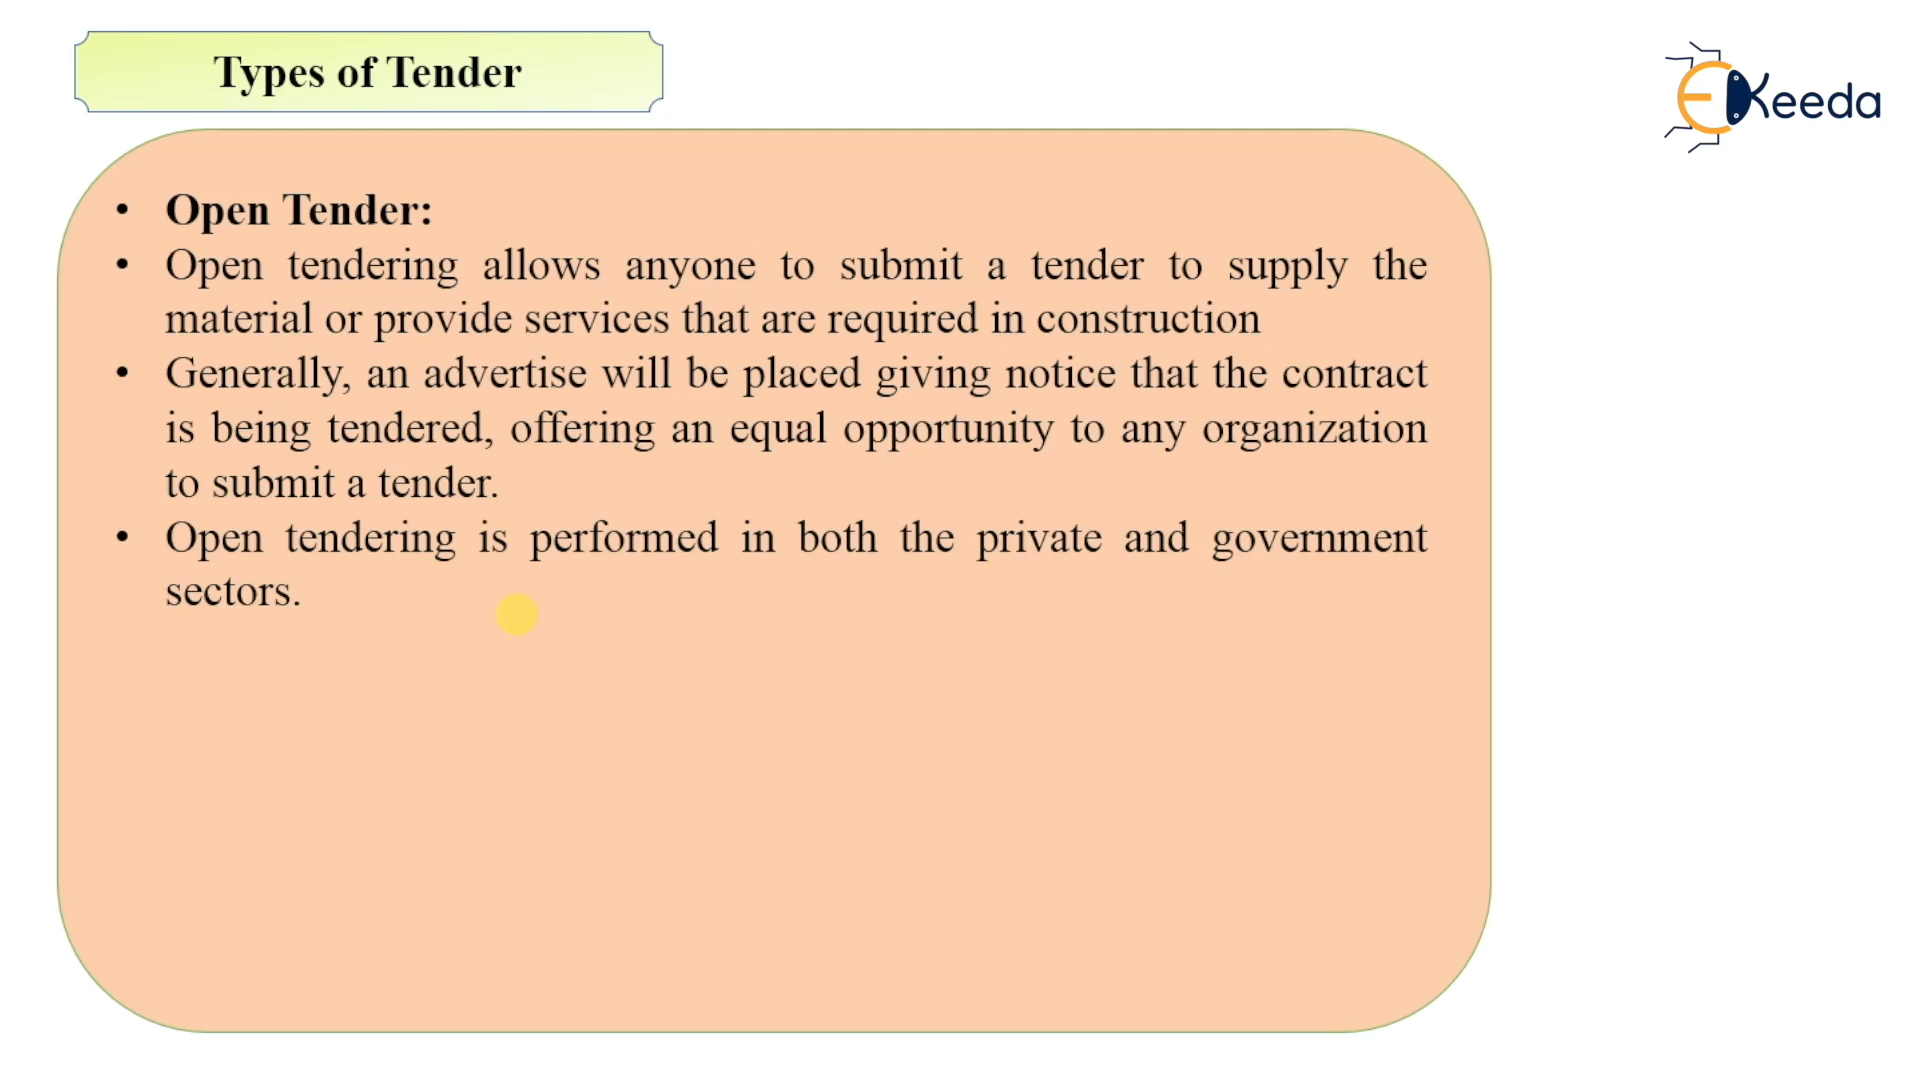 Types of Tender
EKeeda
• Open Tender:
• Open tendering allows anyone to submit a tender to supply the
material or provide services that are required in construction
• Generally, an advertise will be placed giving notice that the contract
is being tendered, offering an equal opportunity to any organization
to submit a tender.
• Open tendering is performed in both the private and government
sectors.